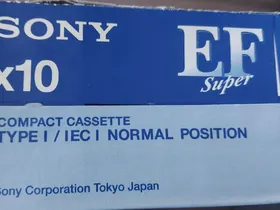 SONY
x10
EF
Super
COMPACT CASSETTE
TYPE I / IEC I NORMAL POSITION
Sony Corporation Tokyo Japan